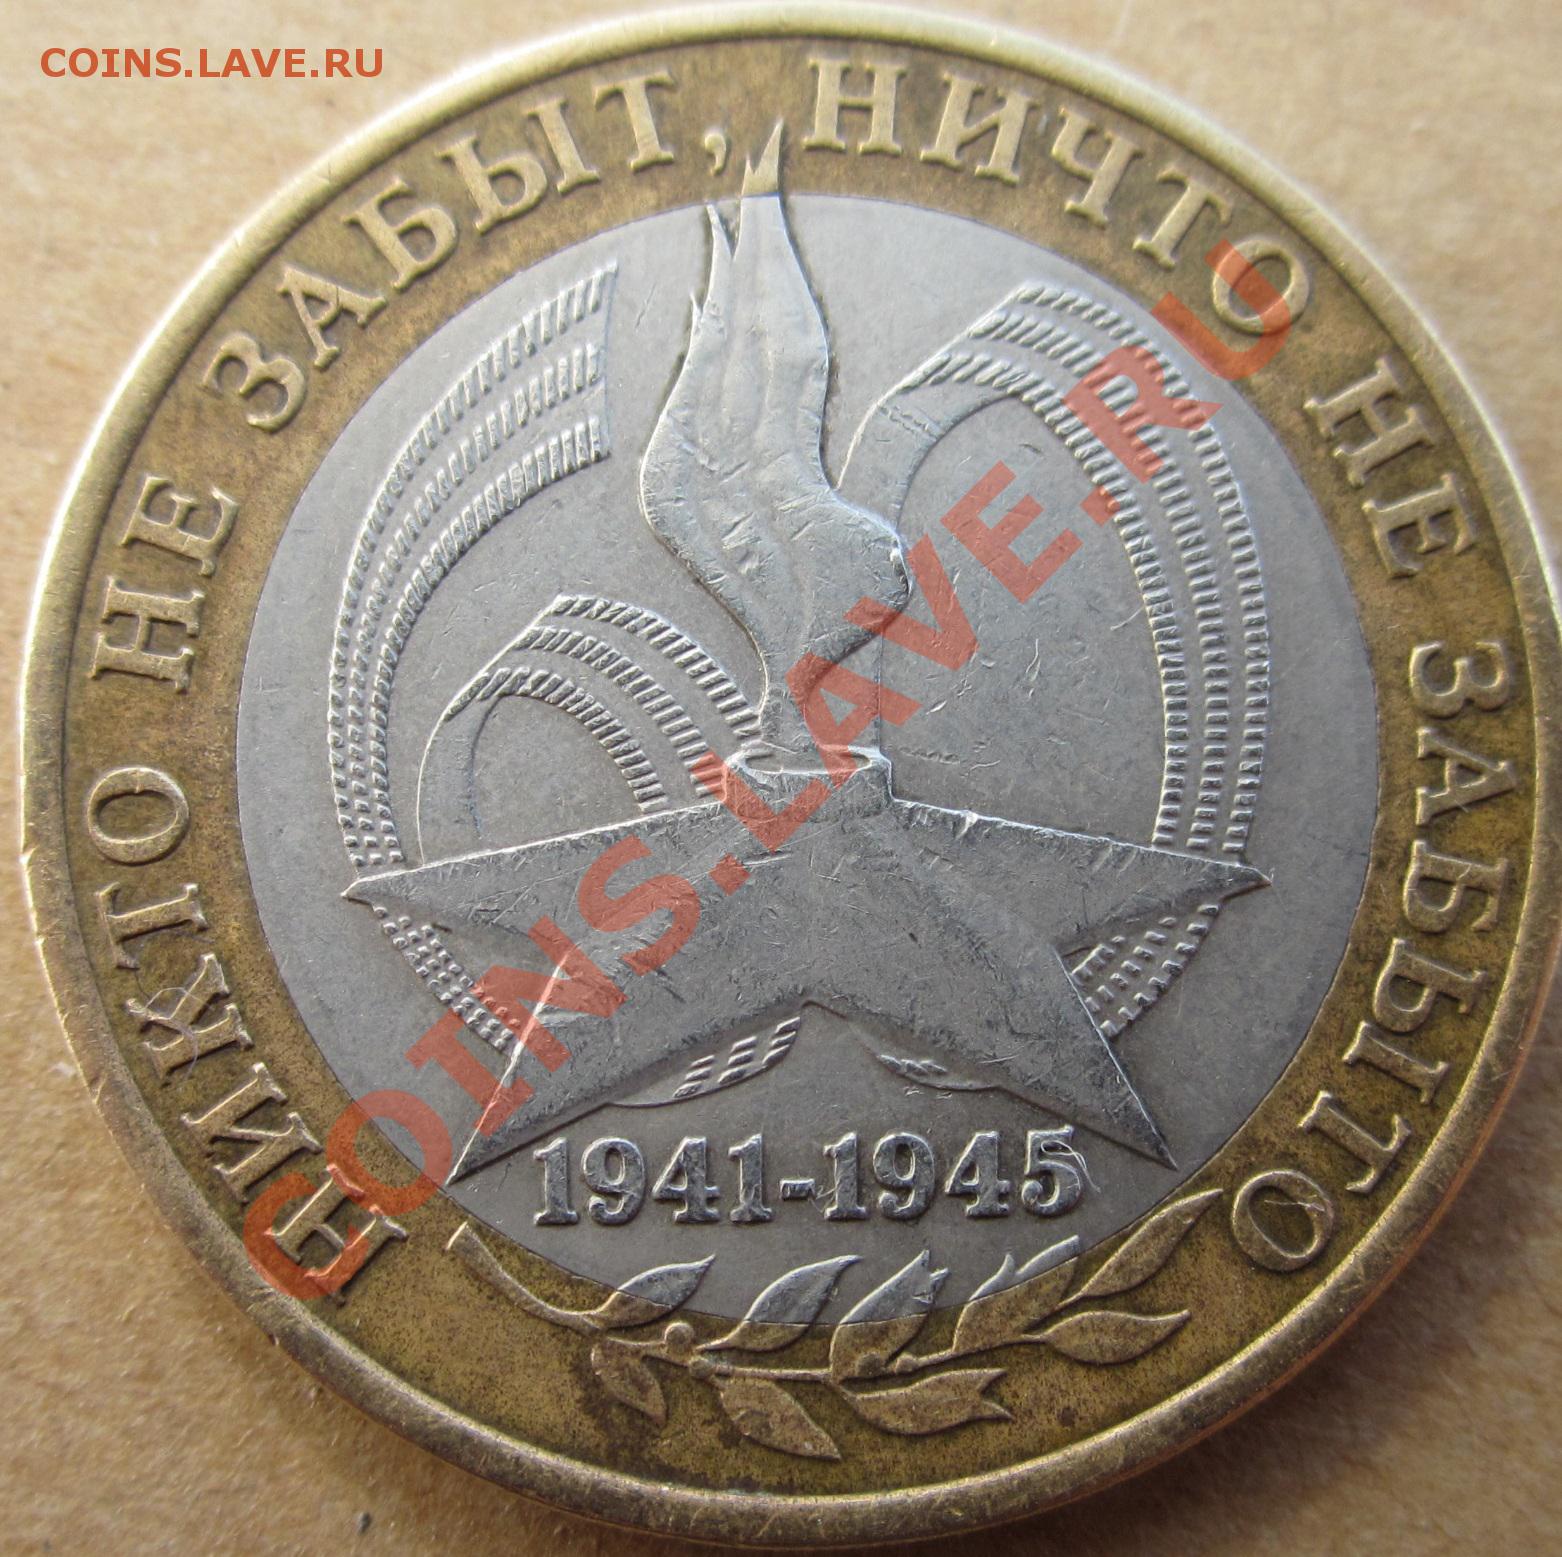 COINS.LAVE.RU
НИКТО НЕ ЗАБЫТ, НИЧТО НЕ ЗАБЫТО
1941-1945
COINS.LAVE.RU